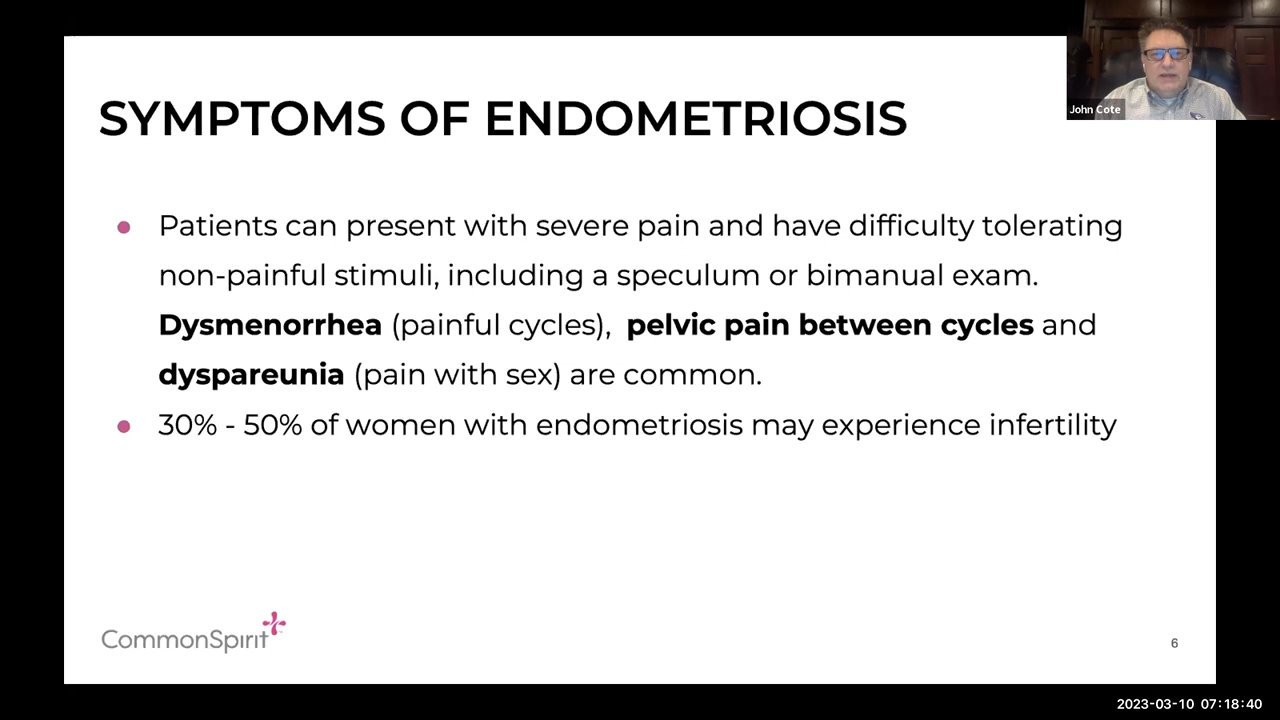 SYMPTOMS OF ENDOMETRIOSIS
John Cote
● Patients can present with severe pain and have difficulty tolerating
non-painful stimuli, including a speculum or bimanual exam.
Dysmenorrhea (painful cycles),  pelvic pain between cycles and
dyspareunia (pain with sex) are common.
● 30% - 50% of women with endometriosis may experience infertility
CommonSpirit
6
2023-03-10 07:18:40